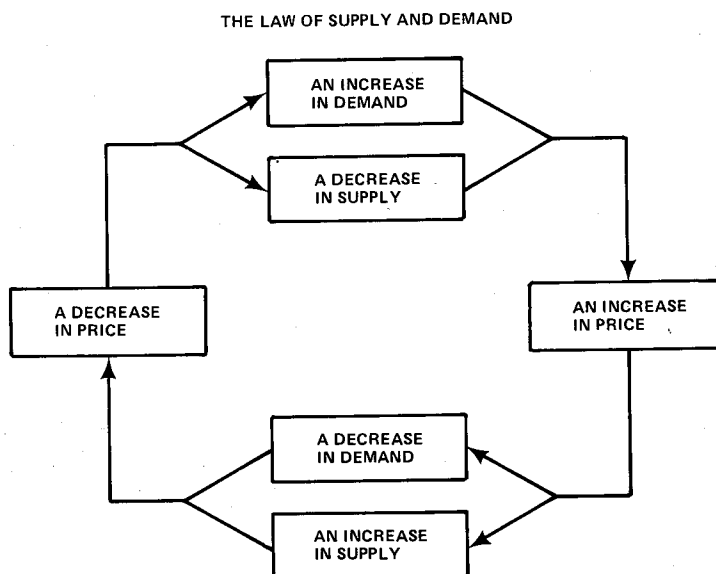 THE LAW OF SUPPLY AND DEMAND
AN INCREASE
IN DEMAND
A DECREASE
IN SUPPLY
A DECREASE
IN PRICE
AN INCREASE
IN PRICE
A DECREASE
IN DEMAND
AN INCREASE
IN SUPPLY